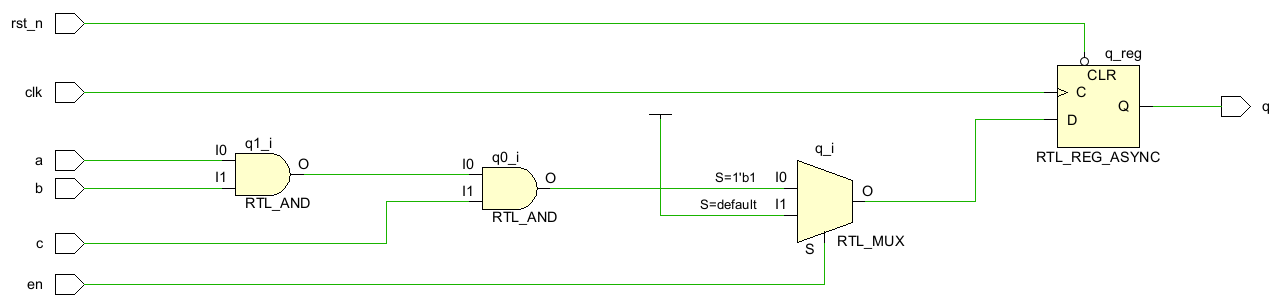 rst_n
q_reg
CLR
clk
C
Q
q
D
RTL_REG_ASYNC
q1_i
a
I0
O
b
I1
RTL_AND
q0_i
I0
O
I1
RTL_AND
q_i
S=1'b1
I0
O
S=default
I1
S
RTL_MUX
c
en